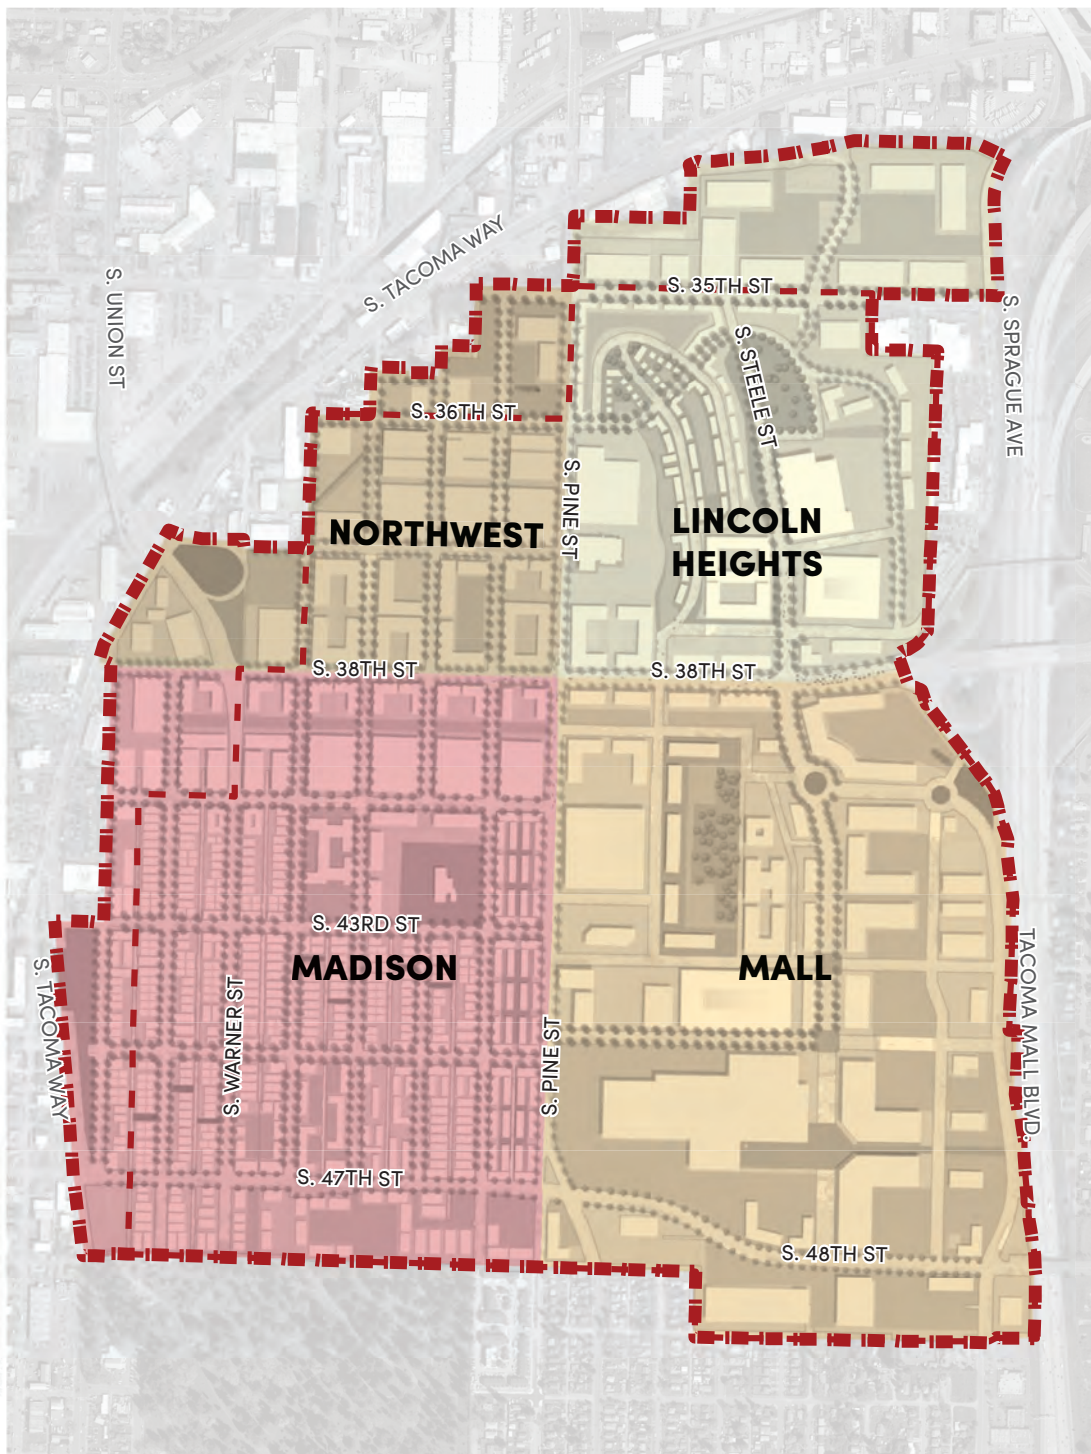 S. TACOMA WAY
S. UNION ST
S. 35TH ST
S. SPRAGUE AVE
S. STEELE ST
S. 36TH ST
S. PINE ST
NORTHWEST
LINCOLN
HEIGHTS
S. 38TH ST
S. 38TH ST
S. 43RD ST
MADISON
MALL
S. TACOMA WAY
S. WARNER ST
S. PINE ST
TACOMA MALL BLVD.
S. 47TH ST
S. 48TH ST